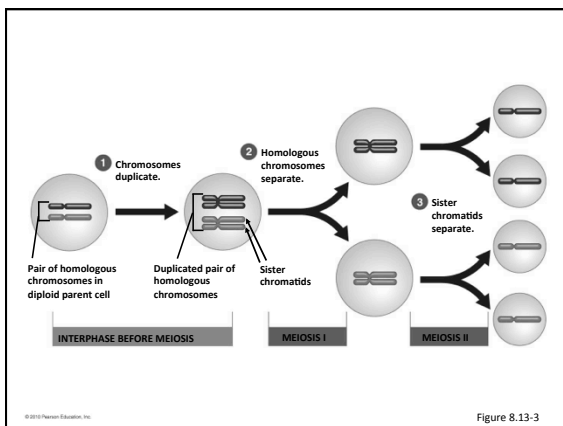 1 Chromosomes
duplicate.
2 Homologous
chromosomes
separate.
3 Sister
chromatids
separate.
Pair of homologous
chromosomes in
diploid parent cell
Duplicated pair of
homologous
chromosomes
Sister
chromatids
INTERPHASE BEFORE MEIOSIS
MEIOSIS I
MEIOSIS II
© 2010 Pearson Education, Inc.
Figure 8.13-3